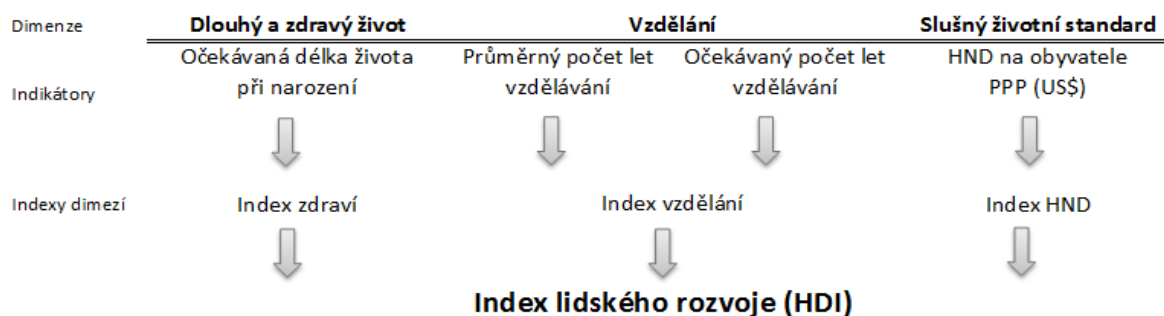 Dimenze Dlouhý a zdravý život Vzdělání Slušný životní standard
Očekávaná délka života Průměrný počet let Očekávaný počet let HND na obyvatele
Indikátory při narození vzdělávání vzdělávání PPP (US$)
Indexy dimezí Index zdraví Index vzdělání Index HND
Index lidského rozvoje (HDI)